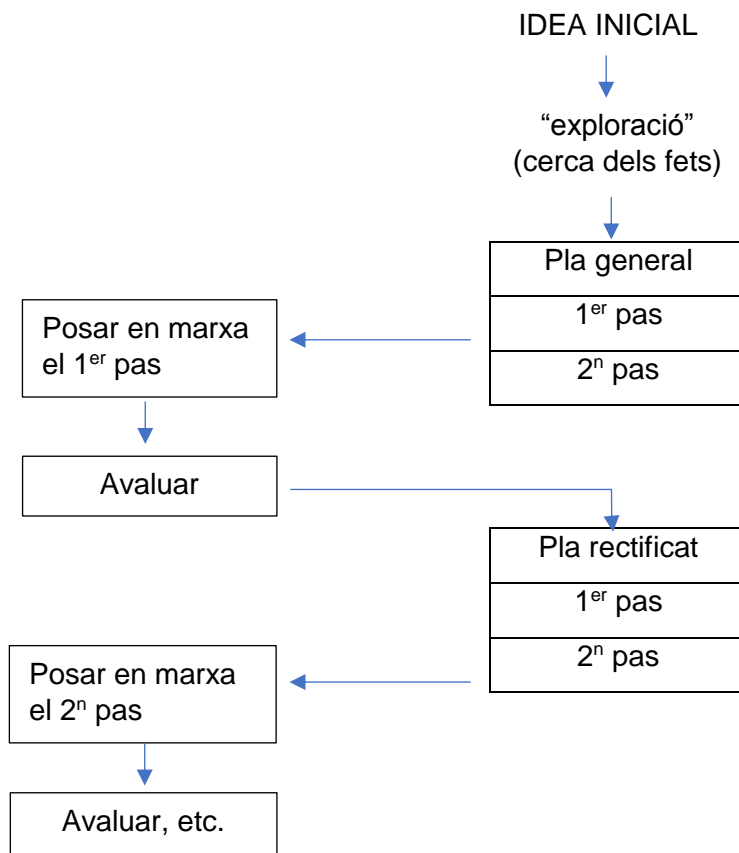 IDEA INICIAL
“exploració”
(cerca dels fets)
Pla general
1er pas
2n pas
Posar en marxa
el 1er pas
Avaluar
Pla rectificat
1er pas
2n pas
Posar en marxa
el 2n pas
Avaluar, etc.